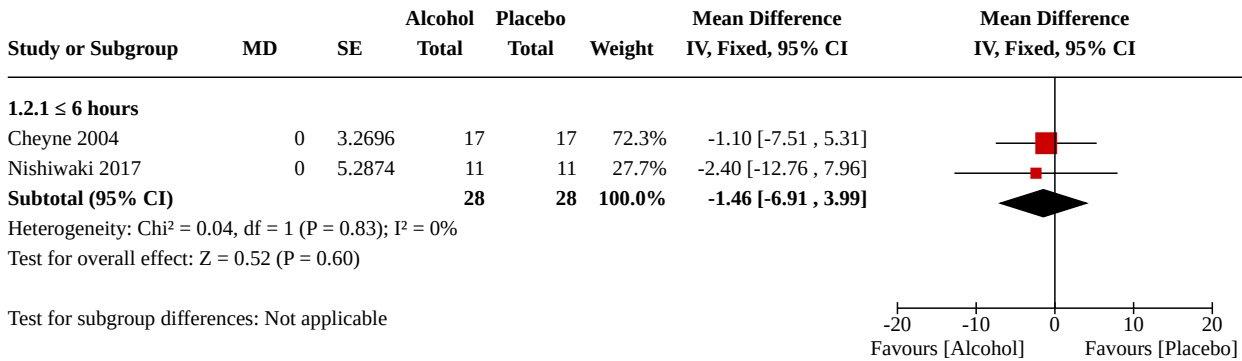 Alcohol Placebo Mean Difference Mean Difference
Study or Subgroup MD SE Total Total Weight IV, Fixed, 95% CI IV, Fixed, 95% CI
1.2.1 ≤ 6 hours
Cheyne 2004 0 3.2696 17 17 72.3% -1.10 [-7.51 , 5.31]
Nishiwaki 2017 0 5.2874 11 11 27.7% -2.40 [-12.76 , 7.96]
Subtotal (95% CI) 28 28 100.0% -1.46 [-6.91 , 3.99]
Heterogeneity: Chi² = 0.04, df = 1 (P = 0.83); I² = 0%
Test for overall effect: Z = 0.52 (P = 0.60)
Test for subgroup differences: Not applicable
-20 -10 0 10 20
Favours [Alcohol] Favours [Placebo]